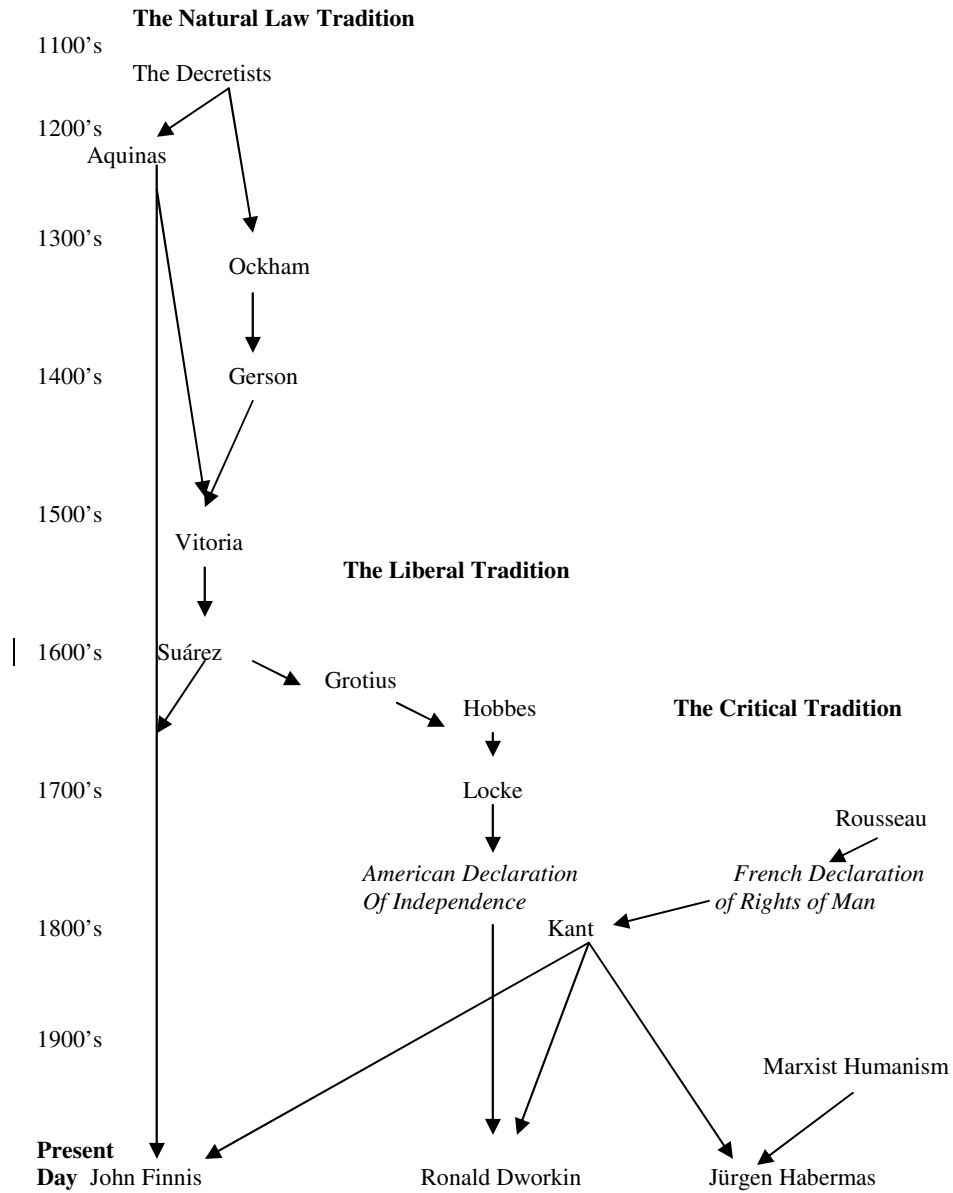 The Natural Law Tradition
1100's
The Decretists
1200's
Aquinas
1300's
Ockham
1400's
Gerson
1500's
Vitoria
The Liberal Tradition
1600's
Suárez
Grotius
Hobbes
The Critical Tradition
1700's
Locke
Rousseau
American Declaration
Of Independence
French Declaration
of Rights of Man
1800's
Kant
1900's
Marxist Humanism
Present
Day John Finnis
Ronald Dworkin
Jürgen Habermas